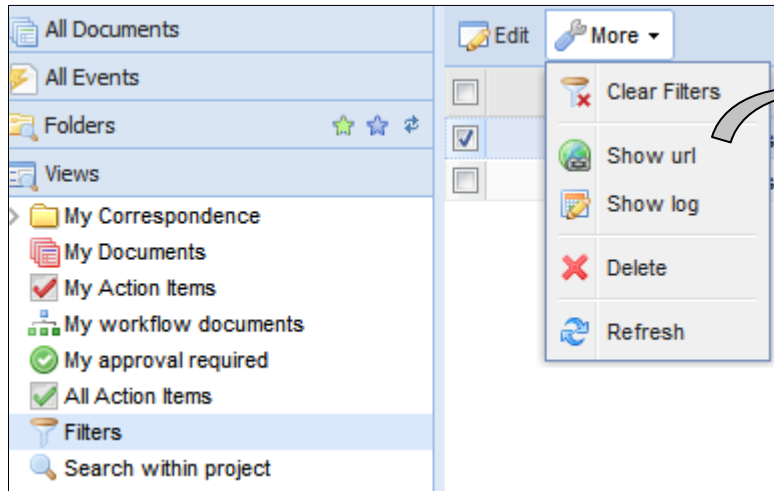 All Documents
All Events
Folders
Views
My Correspondence
My Documents
My Action Items
My workflow documents
My approval required
All Action Items
Filters
Search within project
Edit
More
Clear Filters
Show url
Show log
Delete
Refresh